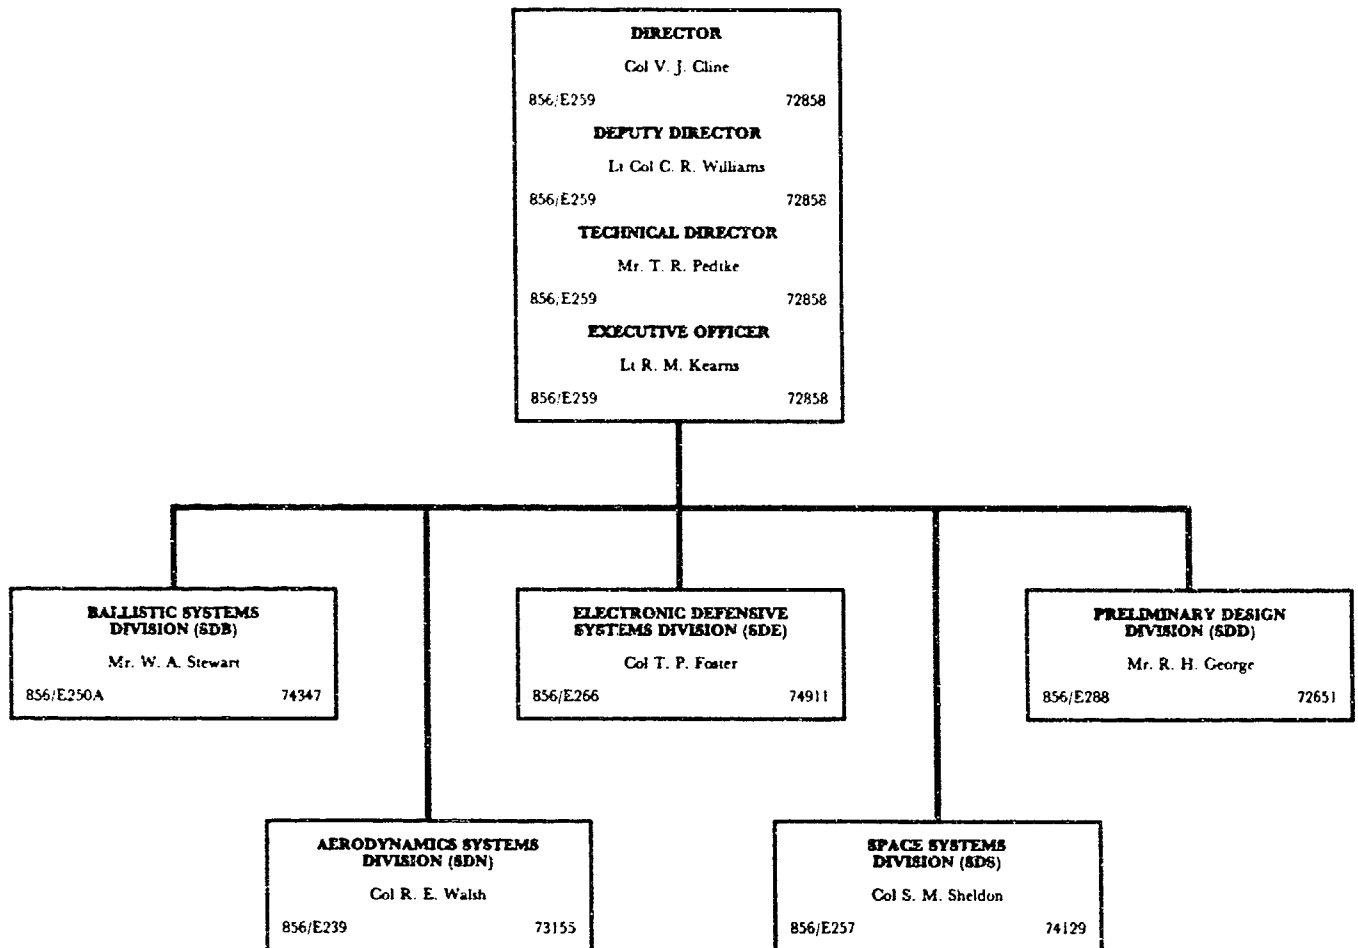 DIRECTOR
Col V. J. Cline
856/E259 72858
DEPUTY DIRECTOR
Lt Col C. R. Williams
856/E259 72858
TECHNICAL DIRECTOR
Mr. T. R. Pedtke
856/E259 72858
EXECUTIVE OFFICER
Lt R. M. Kearns
856/E259 72858
BALLISTIC SYSTEMS
DIVISION (SDB)
Mr. W. A. Stewart
856/E250A 74347
ELECTRONIC DEFENSIVE
SYSTEMS DIVISION (SDE)
Col T. P. Foster
856/E266 74911
PRELIMINARY DESIGN
DIVISION (SDD)
Mr. R. H. George
856/E288 72651
AERODYNAMICS SYSTEMS
DIVISION (SDN)
Col R. E. Walsh
856/E239 73155
SPACE SYSTEMS
DIVISION (SDS)
Col S. M. Sheldon
856/E257 74129